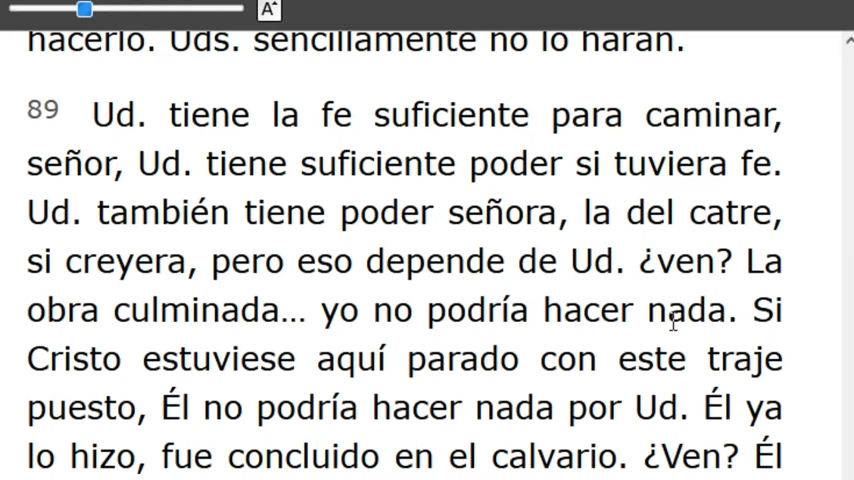 A
hacerlo. Uds. sencillamente no lo harán.
89 Ud. tiene la fe suficiente para caminar,
señor, Ud. tiene suficiente poder si tuviera fe.
Ud. también tiene poder señora, la del catre,
si creyera, pero eso depende de Ud. ¿ven? La
obra culminada... yo no podría hacer nada. Si
Cristo estuviese aquí parado con este traje
puesto, Él no podría hacer nada por Ud. Él ya
lo hizo, fue concluido en el calvario. ¿Ven? Él